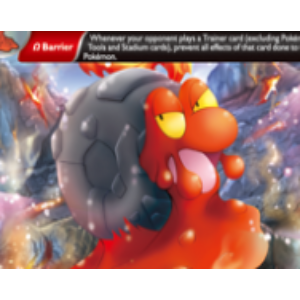 Ω Barrier
Whenever your opponent plays a Trainer card (excluding Pokémon
Tools and Stadium cards), prevent all effects of that card done to
Pokémon.